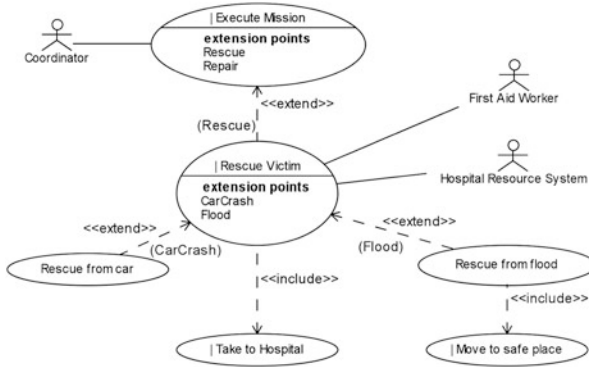 | Execute Mission
extension points
Rescue
Repair
Coordinator
<<extend>>
(Rescue)
First Aid Worker
| Rescue Victim
extension points
CarCrash
Flood
Hospital Resource System
<<extend>>
(CarCrash)
<<extend>>
(Flood)
Rescue from car
Rescue from flood
<<include>>
<<include>>
| Take to Hospital
| Move to safe place